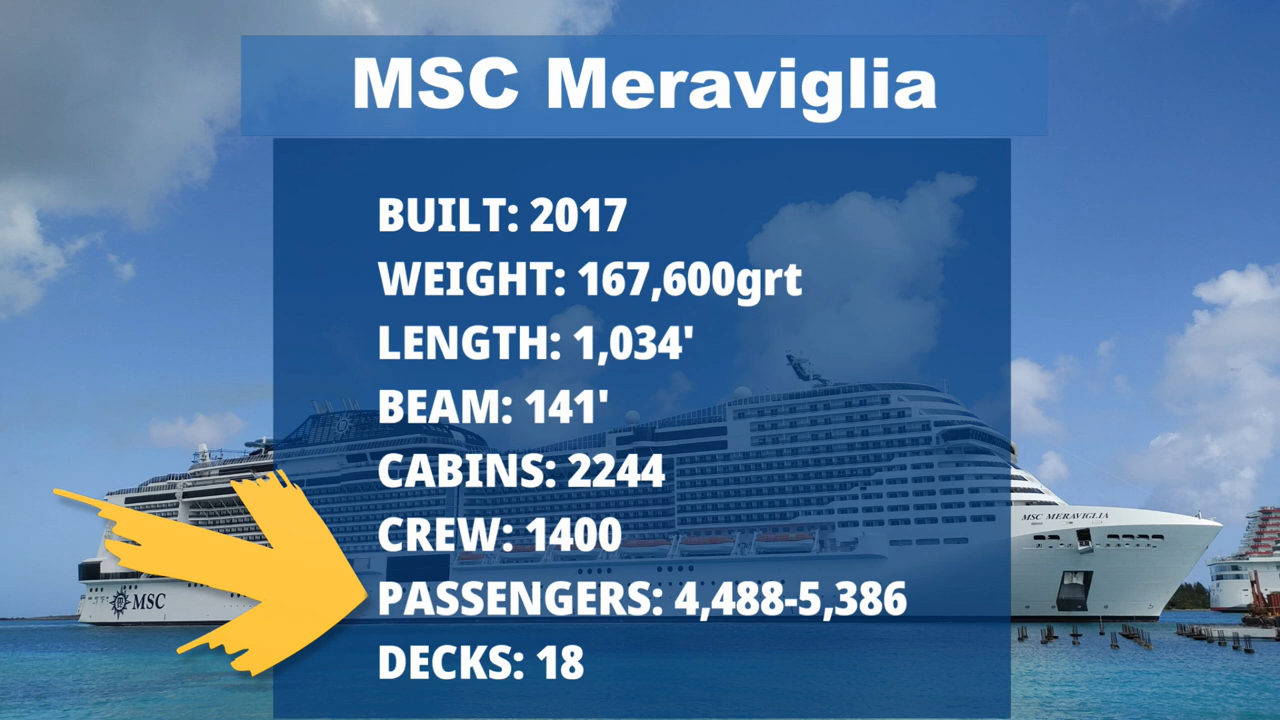 MSC Meraviglia
BUILT: 2017
WEIGHT: 167,600grt
LENGTH: 1,034'
BEAM: 141'
CABINS: 2244
CREW: 1400
PASSENGERS: 4,488-5,386
DECKS: 18
MSC MERAVIGLIA
MSC